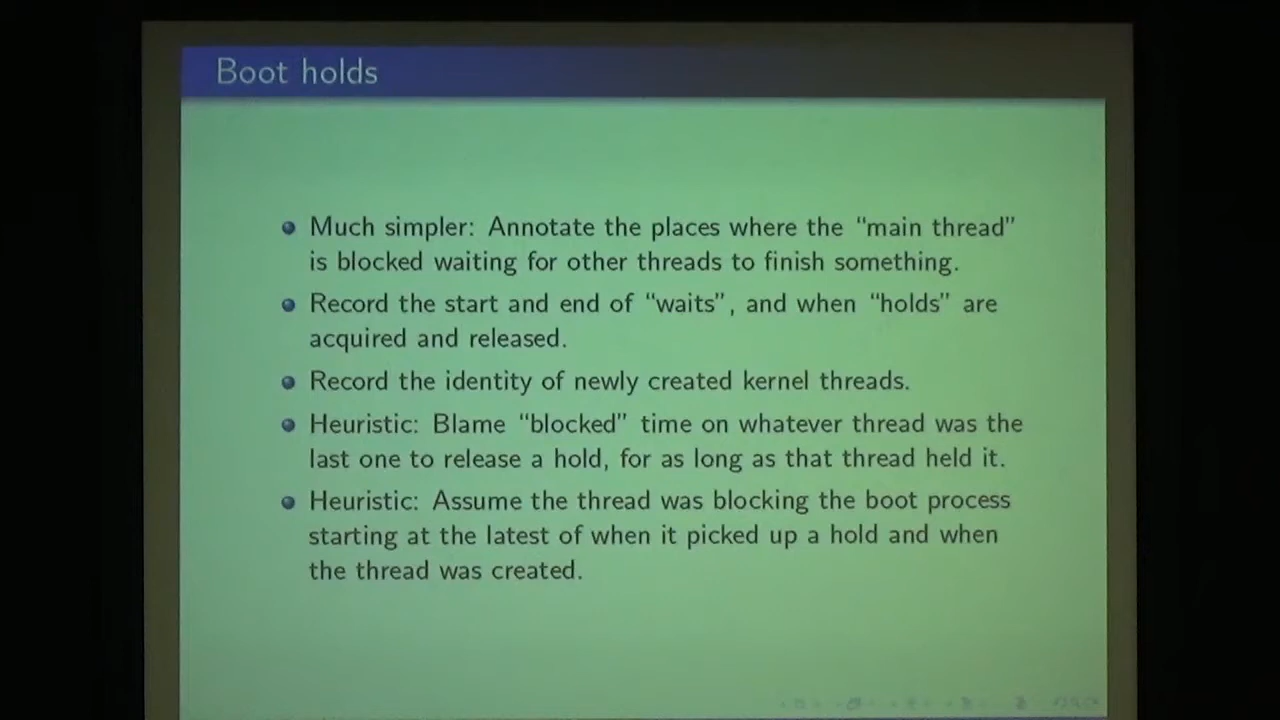 Boot holds
Much simpler: Annotate the places where the “main thread”
is blocked waiting for other threads to finish something.
Record the start and end of “waits”, and when “holds” are
acquired and released.
Record the identity of newly created kernel threads.
Heuristic: Blame “blocked” time on whatever thread was the
last one to release a hold, for as long as that thread held it.
Heuristic: Assume the thread was blocking the boot process
starting at the latest of when it picked up a hold and when
the thread was created.